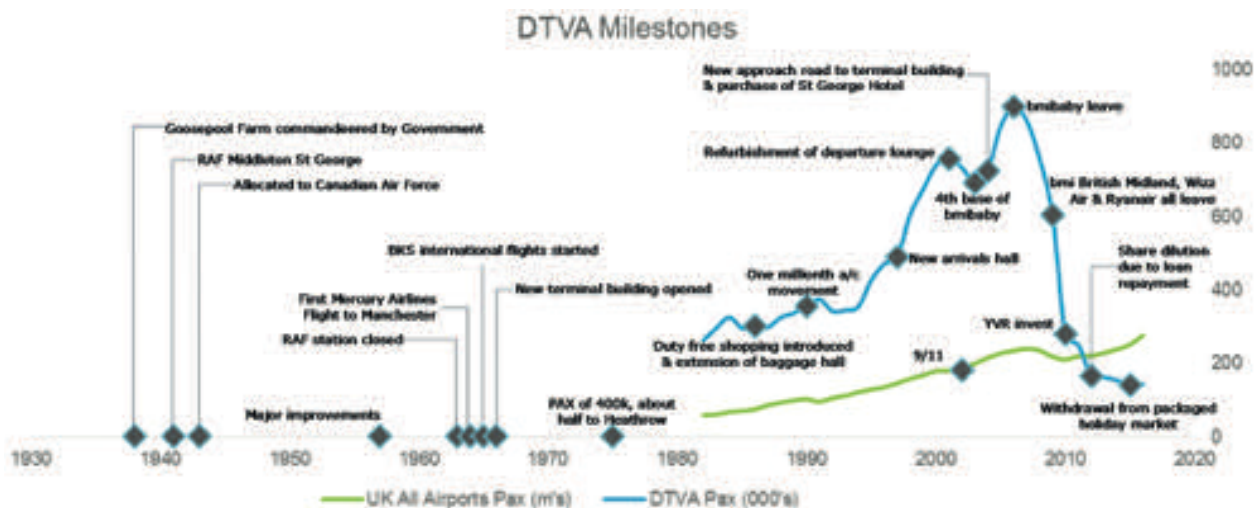 DTVA Milestones
New approach road to terminal building
& purchase of St George Hotel
1000
bmibaby leave
Goosepool Farm commandeered by Government
800
RAF Middleton St George
Refurbishment of departure lounge
Allocated to Canadian Air Force
4th base of
bmibaby
bmi British Midland, Wizz
Air & Ryanair all leave
600
BKS international flights started
New arrivals hall
Share dilution
due to loan
repayment
One millionth a/c
movement
New terminal building opened
400
First Mercury Airlines
Flight to Manchester
YVR invest
RAF station closed
Duty free shopping introduced
& extension of baggage hall
9/11
200
Major improvements
PAX of 400k, about
half to Heathrow
Withdrawal from packaged
holiday market
0
1930 1940 1950 1960 1970 1980 1990 2000 2010 2020
UK All Airports Pax (m's) DTVA Pax (000's)